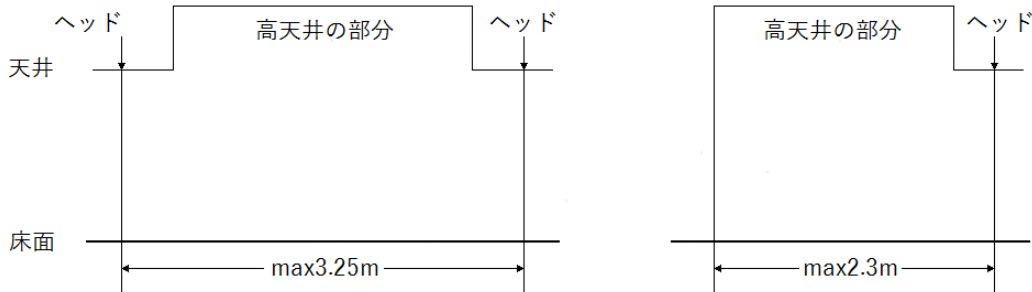 ヘッド
高天井の部分
ヘッド
天井
床面
max3.25m
高天井の部分
ヘッド
max2.3m